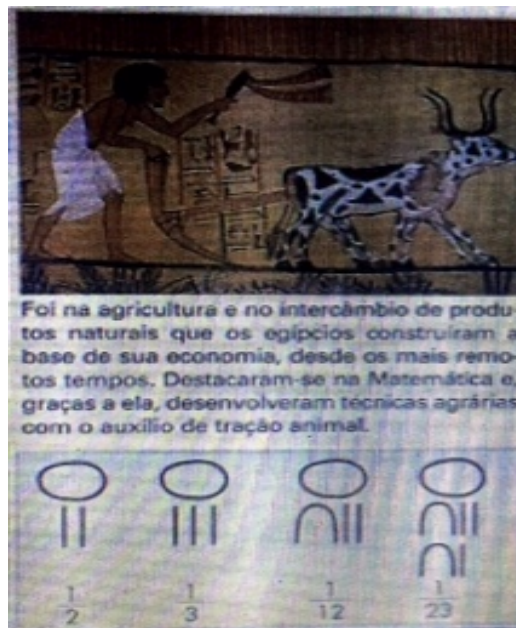 Foi na agricultura e no intercâmbio de produ-
tos naturais que os egípcios construíram a
base de sua economia, desde os mais remo-
tos tempos. Destacaram-se na Matemática e,
graças a ela, desenvolveram técnicas agrárias
com o auxílio de tração animal.
1/2 1/3 1/12 1/23